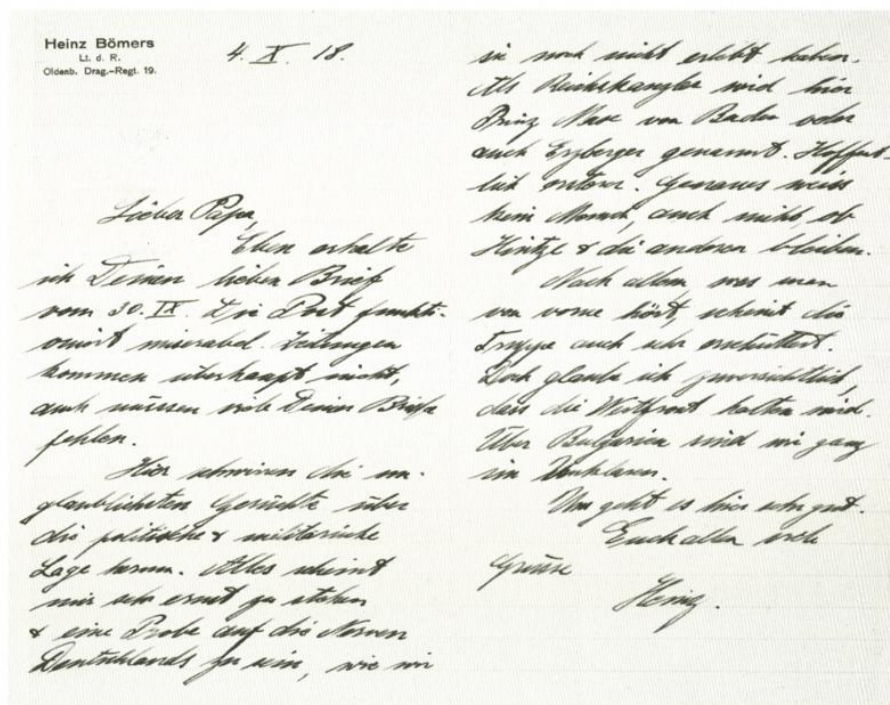 Heinz Bömers
Lt. d. R.
Oldenb. Drag.-Regt. 19.
4. X. 18.
Lieber Papa,
Eben erhalte
ich Deinen lieben Brief
vom 30. IX. Die Post funkti-
oniert miserabel. Zeitungen
kommen überhaupt nicht,
auch müssen viele Deiner Briefe
fehlen.
Hier schwirren die un-
glaublichsten Gerüchte über
die politische & militärische
Lage herum. Alles scheint
mir sehr ernst zu stehen
& eine Probe auf die Nerven
Deutschlands zu sein, wie wir
sie noch nicht erlebt haben.
Als Reichskanzler wird hier
Prinz Max von Baden oder
auch Erzberger genannt. Hoffent-
lich ersterer. Genaues weiss
kein Mensch, auch nicht, ob
Hintze & die anderen bleiben.
Nach allem, was man
von vorne hört, scheint die
Truppe auch sehr erschüttert.
Doch glaube ich zuversichtlich,
dass die Westfront halten wird.
Über Bulgarien sind wir ganz
im Unklaren.
Uns geht es hier sehr gut.
Euch allen viele
Grüsse
Heinz.